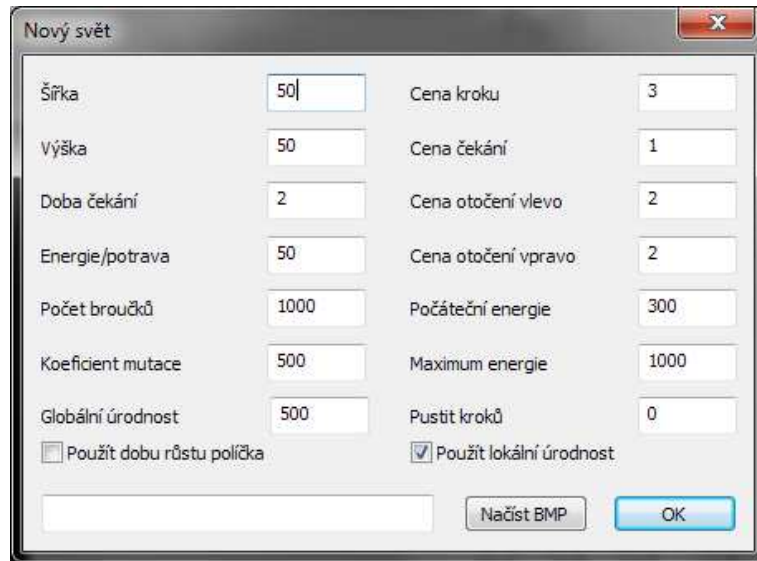 Nový svět
Šířka 50 Cena kroku 3
Výška 50 Cena čekání 1
Doba čekání 2 Cena otočení vlevo 2
Energie/potrava 50 Cena otočení vpravo 2
Počet broučků 1000 Počáteční energie 300
Koeficient mutace 500 Maximum energie 1000
Globální úrodnost 500 Pustit kroků 0
Použít dobu růstu políčka Použít lokální úrodnost
Načíst BMP OK